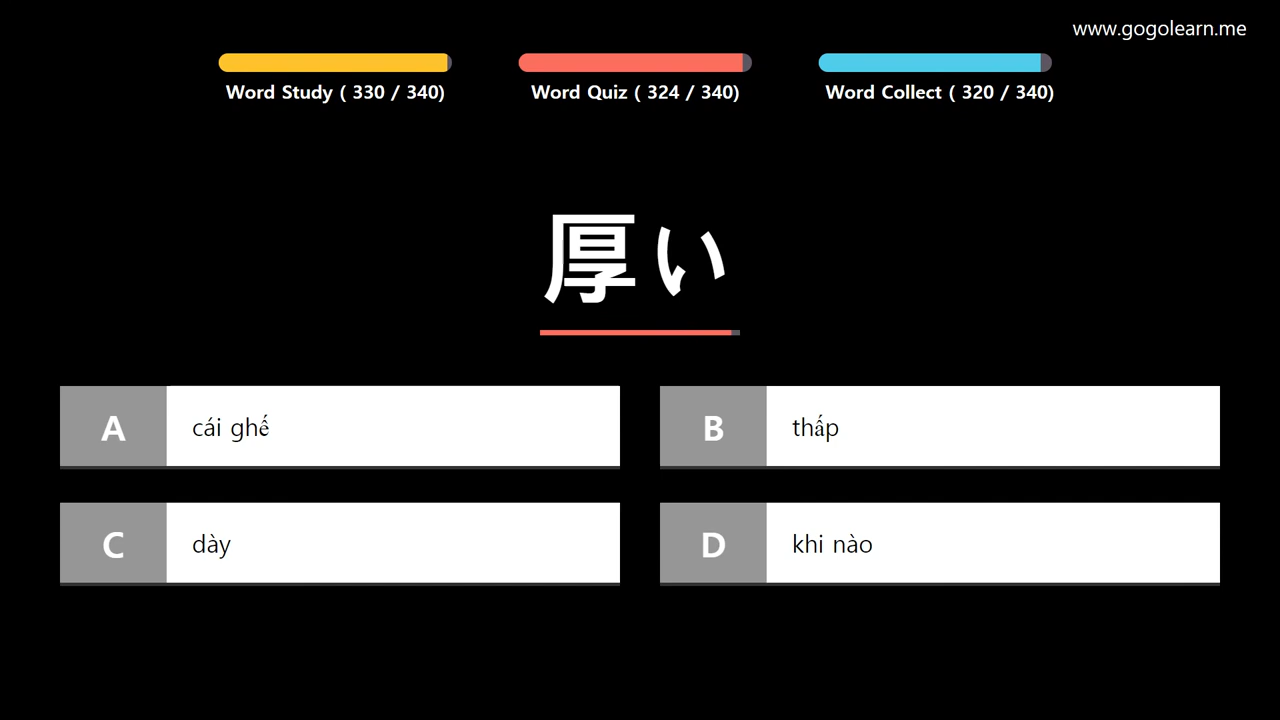 www.gogolearn.me
Word Study ( 330 / 340)
Word Quiz ( 324 / 340)
Word Collect ( 320 / 340)
厚い
A cái ghế
B thấp
C dày
D khi nào